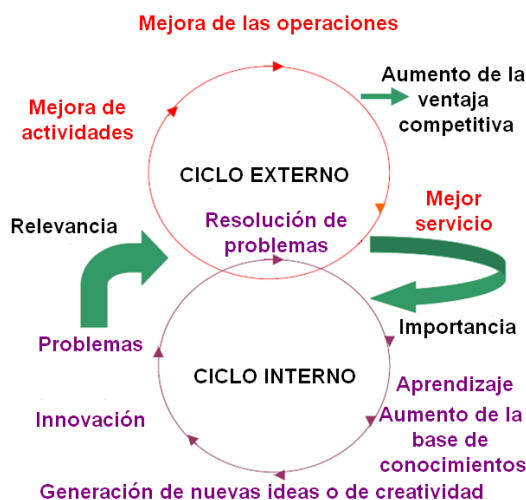 Mejora de las operaciones
Aumento de la
ventaja
competitiva
Mejora de
actividades
CICLO EXTERNO
Mejor
servicio
Resolución de
problemas
Relevancia
Importancia
Problemas
CICLO INTERNO
Aprendizaje
Innovación
Aumento de la
base de
conocimientos
Generación de nuevas ideas o de creatividad